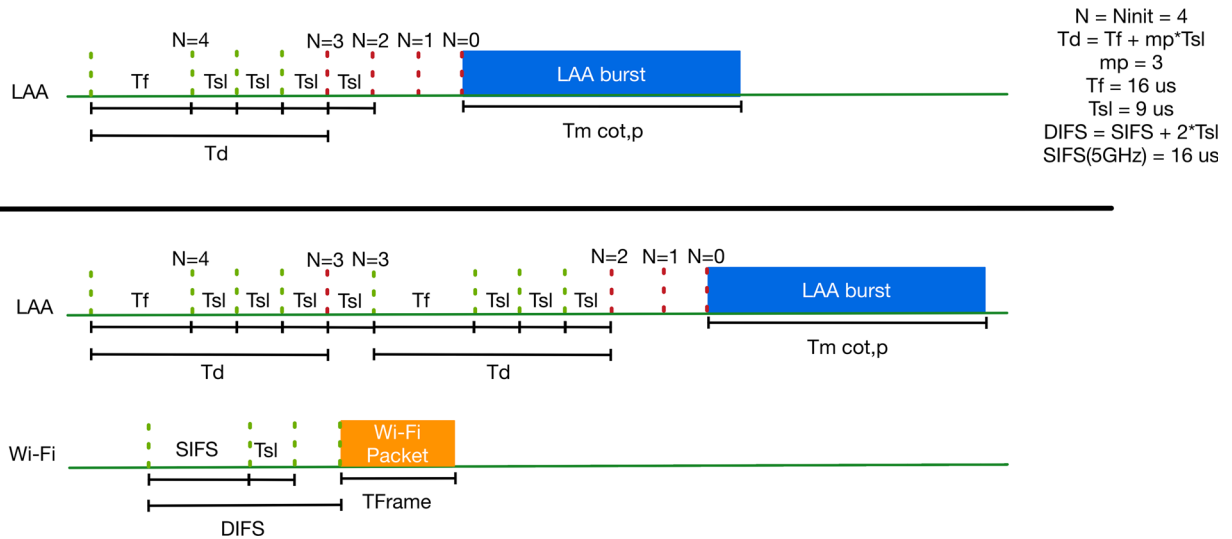 N = Ninit = 4
Td = Tf + mp*Tsl
mp = 3
Tf = 16 us
Tsl = 9 us
DIFS = SIFS + 2*Tsl
SIFS(5GHz) = 16 us
N=4 N=3 N=2 N=1 N=0
LAA Tf Tsl Tsl Tsl Tsl LAA burst
Td Tm cot,p
N=4 N=3 N=3 N=2 N=1 N=0
LAA Tf Tsl Tsl Tsl Tsl Tf Tsl Tsl Tsl LAA burst
Td Td Tm cot,p
Wi-Fi SIFS Tsl Wi-Fi
Packet
DIFS TFrame